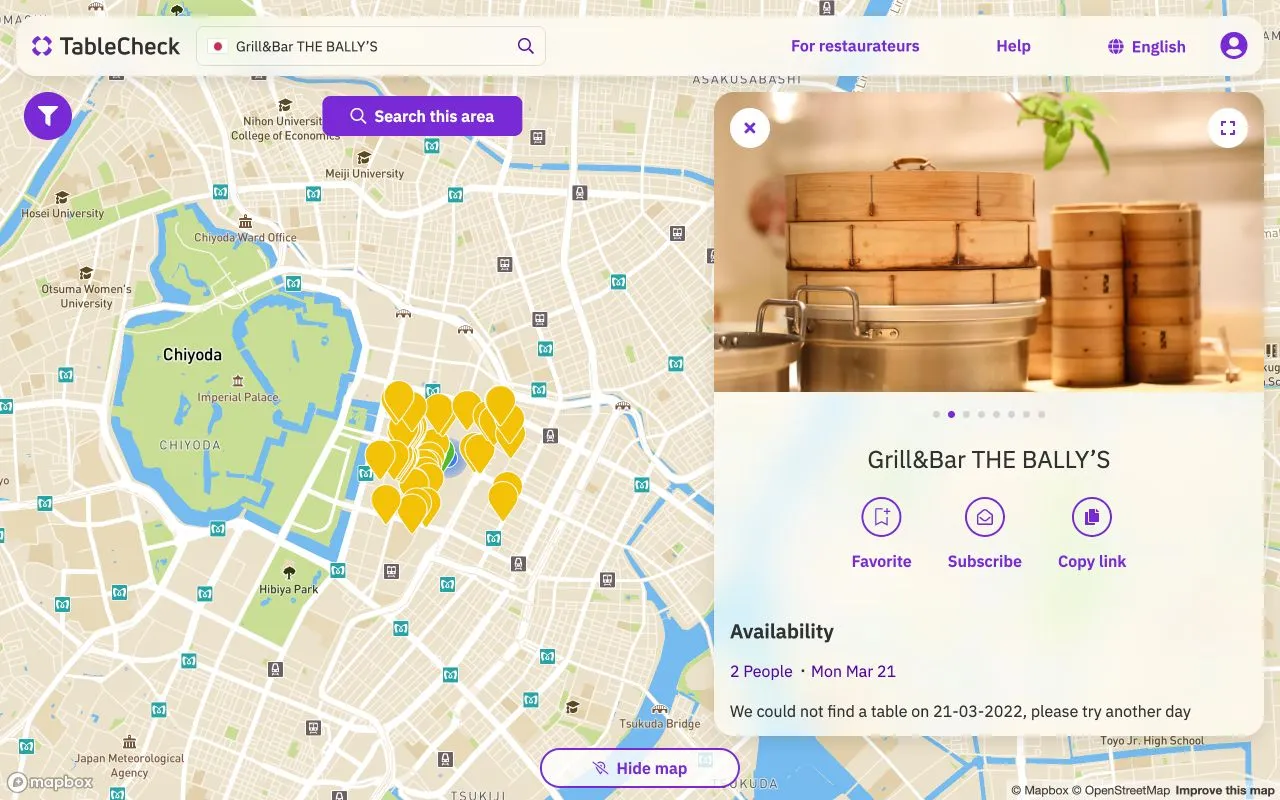 TableCheck
Grill&Bar THE BALLY’S
For restaurateurs
Help
English
ASAKUSABASHI
Search this area
Nihon Universit
College of Economics
Meiji University
Hosei University
Chiyoda Ward Office
Otsuma Women's
University
Chiyoda
Imperial Palace
CHIYODA
Hibiya Park
Japan Meteorological
Agency
Tsukuda Bridge
TSUKIJI
Toyo Jr. High School
Grill&Bar THE BALLY’S
Favorite
Subscribe
Copy link
Availability
2 People · Mon Mar 21
We could not find a table on 21-03-2022, please try another day
Hide map
mapbox
© Mapbox © OpenStreetMap Improve this map